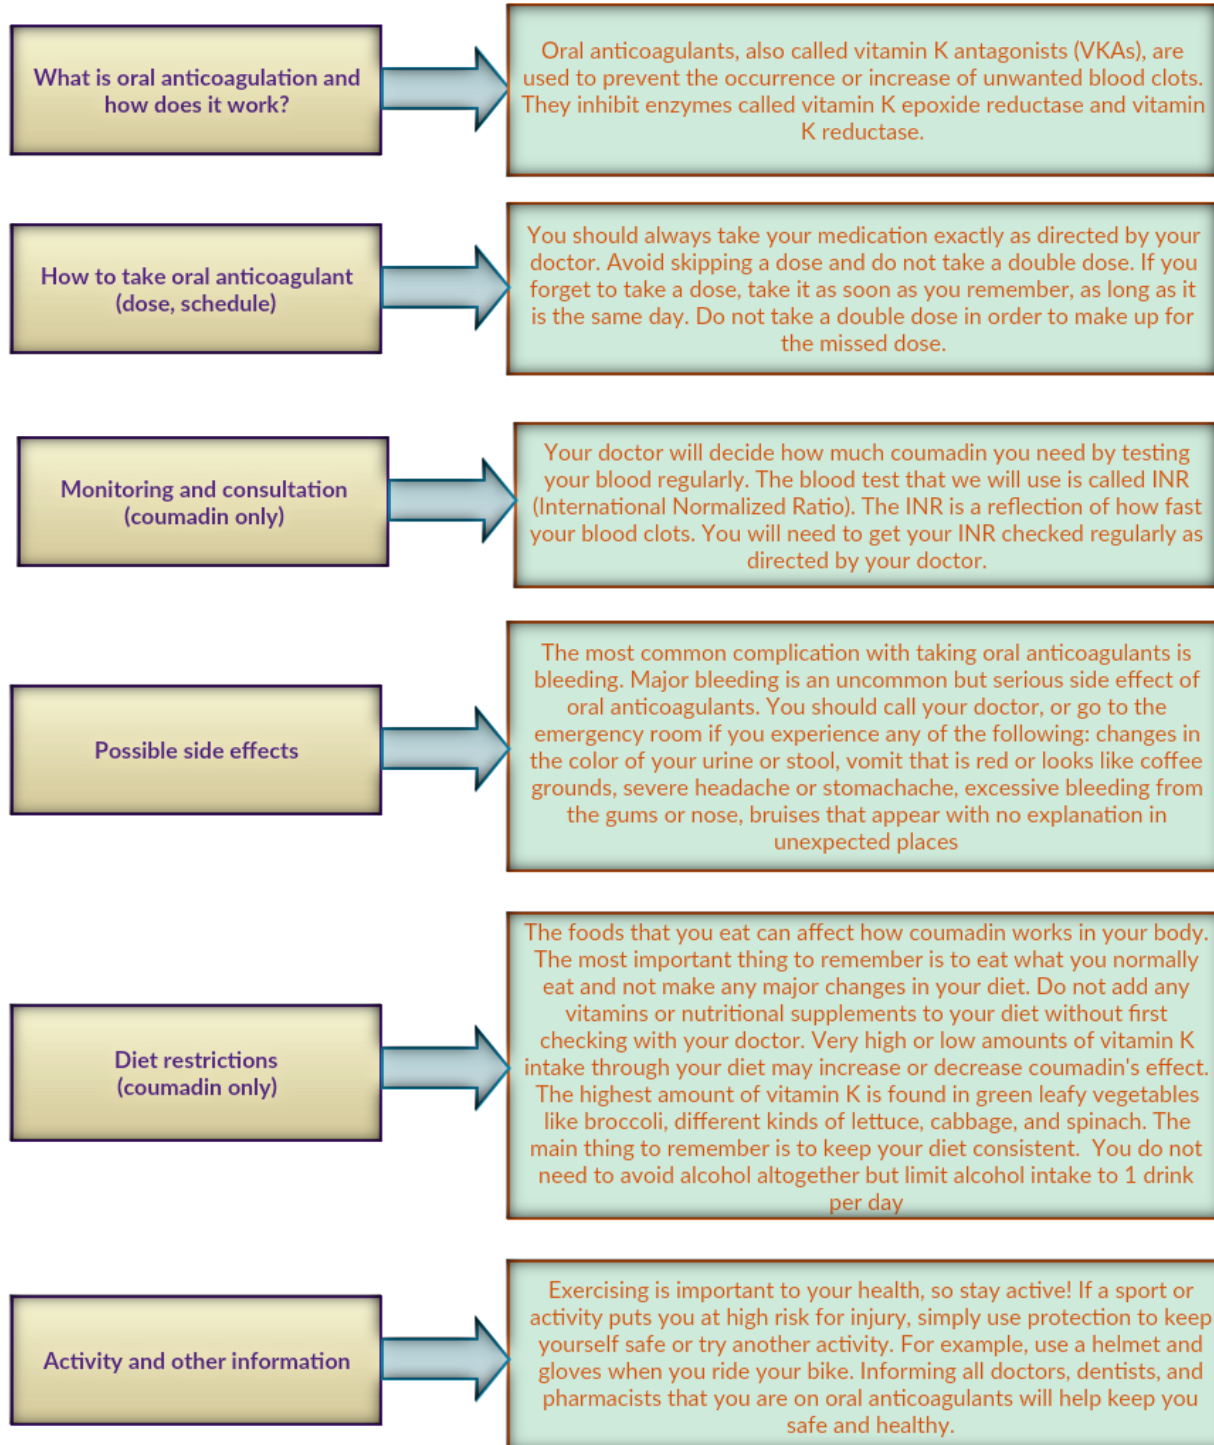 What is oral anticoagulation and
how does it work?
Oral anticoagulants, also called vitamin K antagonists (VKAs), are
used to prevent the occurrence or increase of unwanted blood clots.
They inhibit enzymes called vitamin K epoxide reductase and vitamin
K reductase.
How to take oral anticoagulant
(dose, schedule)
You should always take your medication exactly as directed by your
doctor. Avoid skipping a dose and do not take a double dose. If you
forget to take a dose, take it as soon as you remember, as long as it
is the same day. Do not take a double dose in order to make up for
the missed dose.
Monitoring and consultation
(coumadin only)
Your doctor will decide how much coumadin you need by testing
your blood regularly. The blood test that we will use is called INR
(International Normalized Ratio). The INR is a reflection of how fast
your blood clots. You will need to get your INR checked regularly as
directed by your doctor.
Possible side effects
The most common complication with taking oral anticoagulants is
bleeding. Major bleeding is an uncommon but serious side effect of
oral anticoagulants. You should call your doctor, or go to the
emergency room if you experience any of the following: changes in
the color of your urine or stool, vomit that is red or looks like coffee
grounds, severe headache or stomachache, excessive bleeding from
the gums or nose, bruises that appear with no explanation in
unexpected places
Diet restrictions
(coumadin only)
The foods that you eat can affect how coumadin works in your body.
The most important thing to remember is to eat what you normally
eat and not make any major changes in your diet. Do not add any
vitamins or nutritional supplements to your diet without first
checking with your doctor. Very high or low amounts of vitamin K
intake through your diet may increase or decrease coumadin's effect.
The highest amount of vitamin K is found in green leafy vegetables
like broccoli, different kinds of lettuce, cabbage, and spinach. The
main thing to remember is to keep your diet consistent. You do not
need to avoid alcohol altogether but limit alcohol intake to 1 drink
per day
Activity and other information
Exercising is important to your health, so stay active! If a sport or
activity puts you at high risk for injury, simply use protection to keep
yourself safe or try another activity. For example, use a helmet and
gloves when you ride your bike. Informing all doctors, dentists, and
pharmacists that you are on oral anticoagulants will help keep you
safe and healthy.